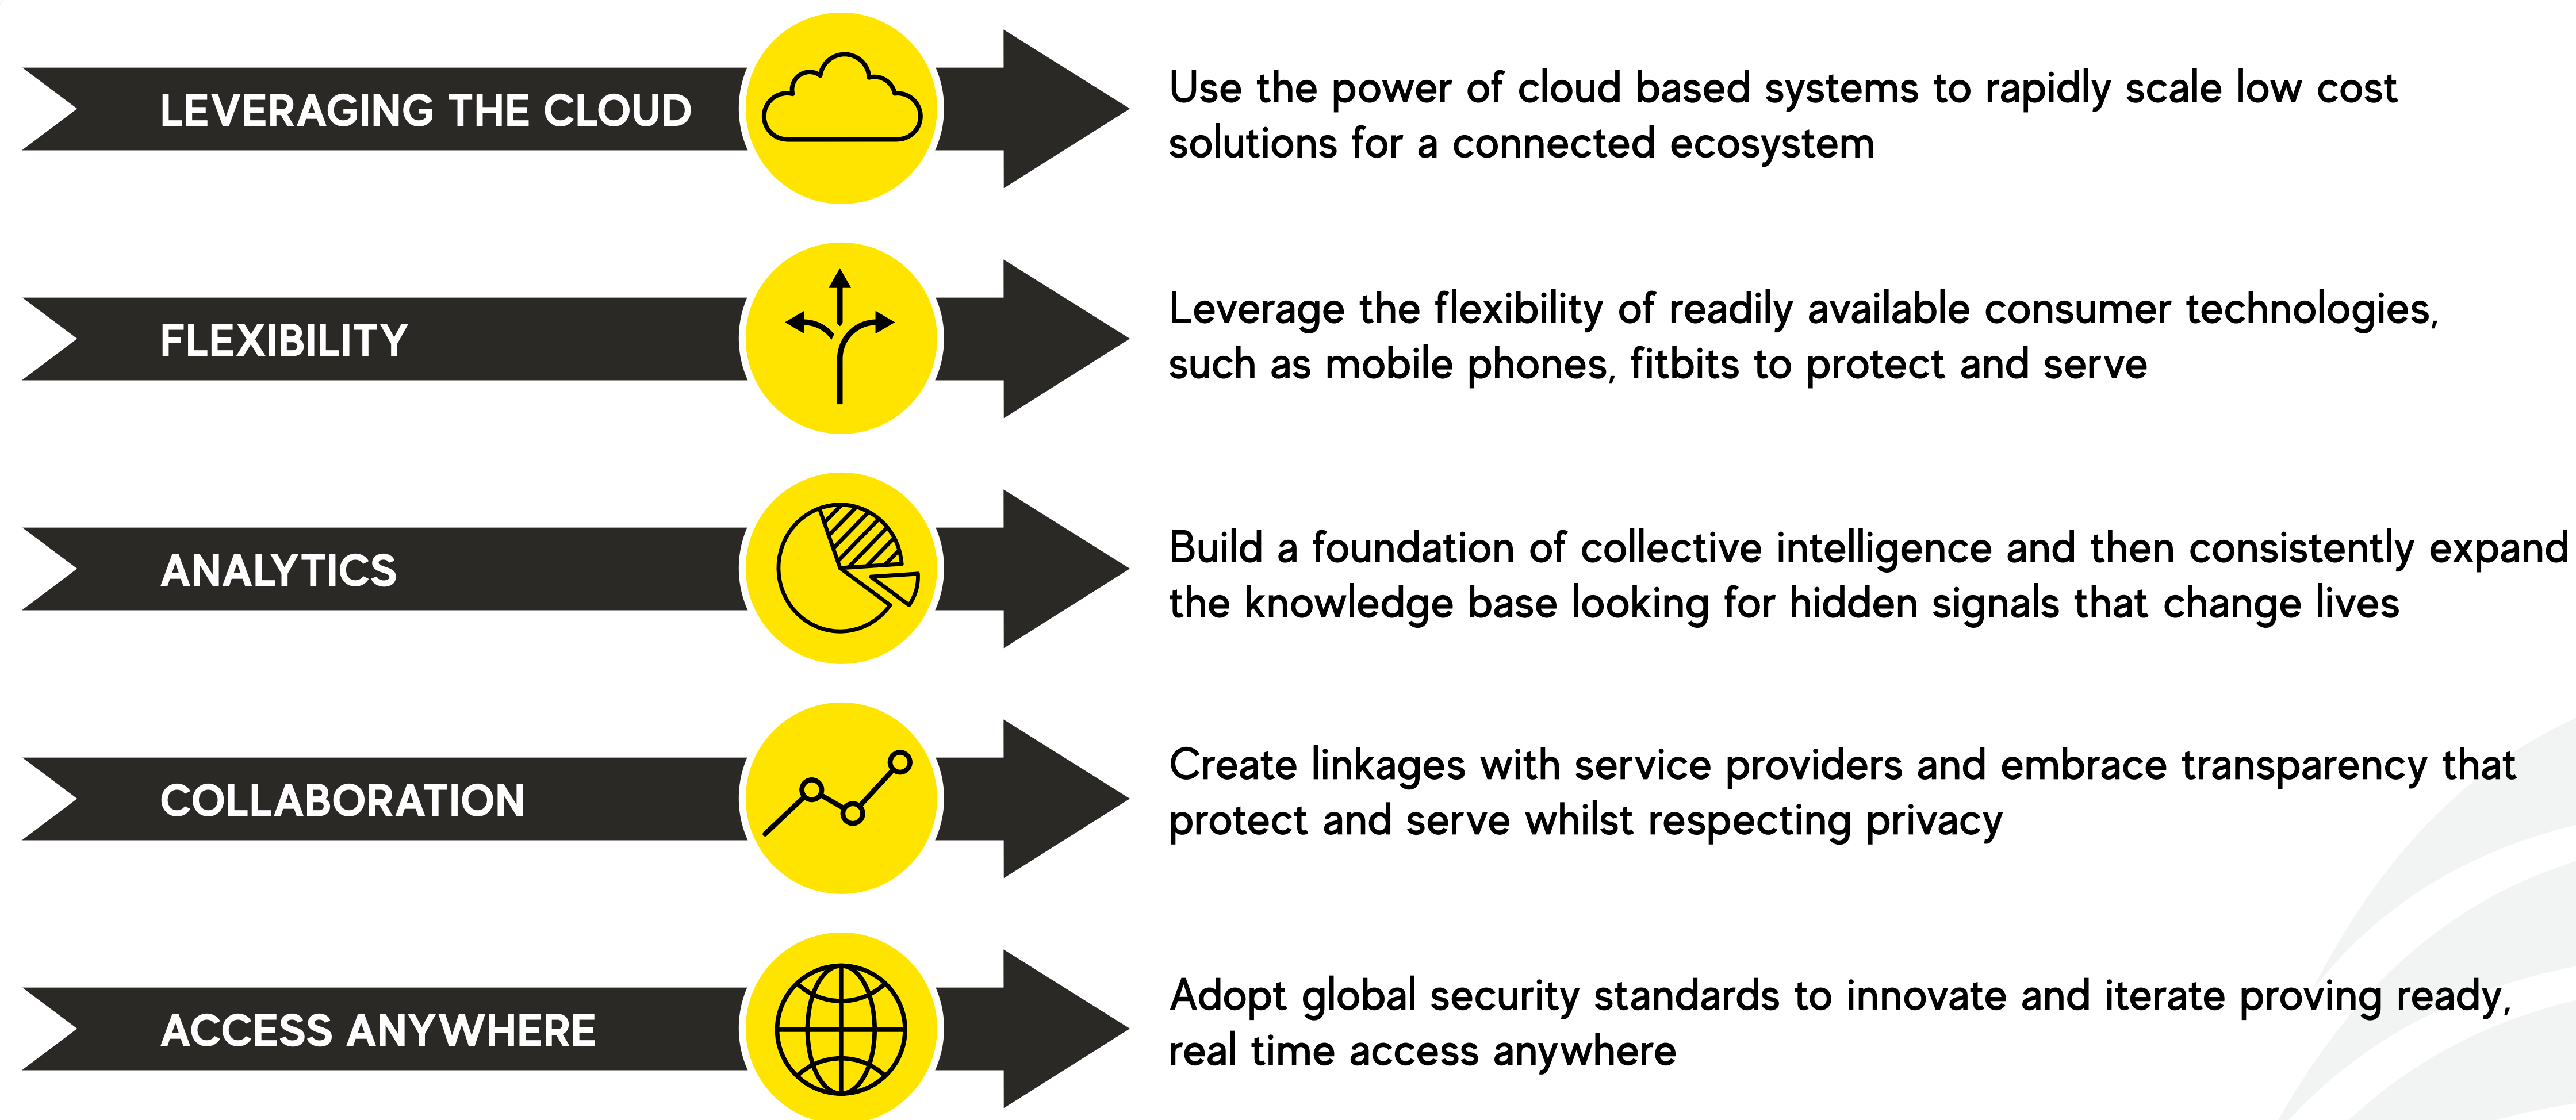 LEVERAGING THE CLOUD
Use the power of cloud based systems to rapidly scale low cost
solutions for a connected ecosystem
FLEXIBILITY
Leverage the flexibility of readily available consumer technologies,
such as mobile phones, fitbits to protect and serve
ANALYTICS
Build a foundation of collective intelligence and then consistently expand
the knowledge base looking for hidden signals that change lives
COLLABORATION
Create linkages with service providers and embrace transparency that
protect and serve whilst respecting privacy
ACCESS ANYWHERE
Adopt global security standards to innovate and iterate proving ready,
real time access anywhere